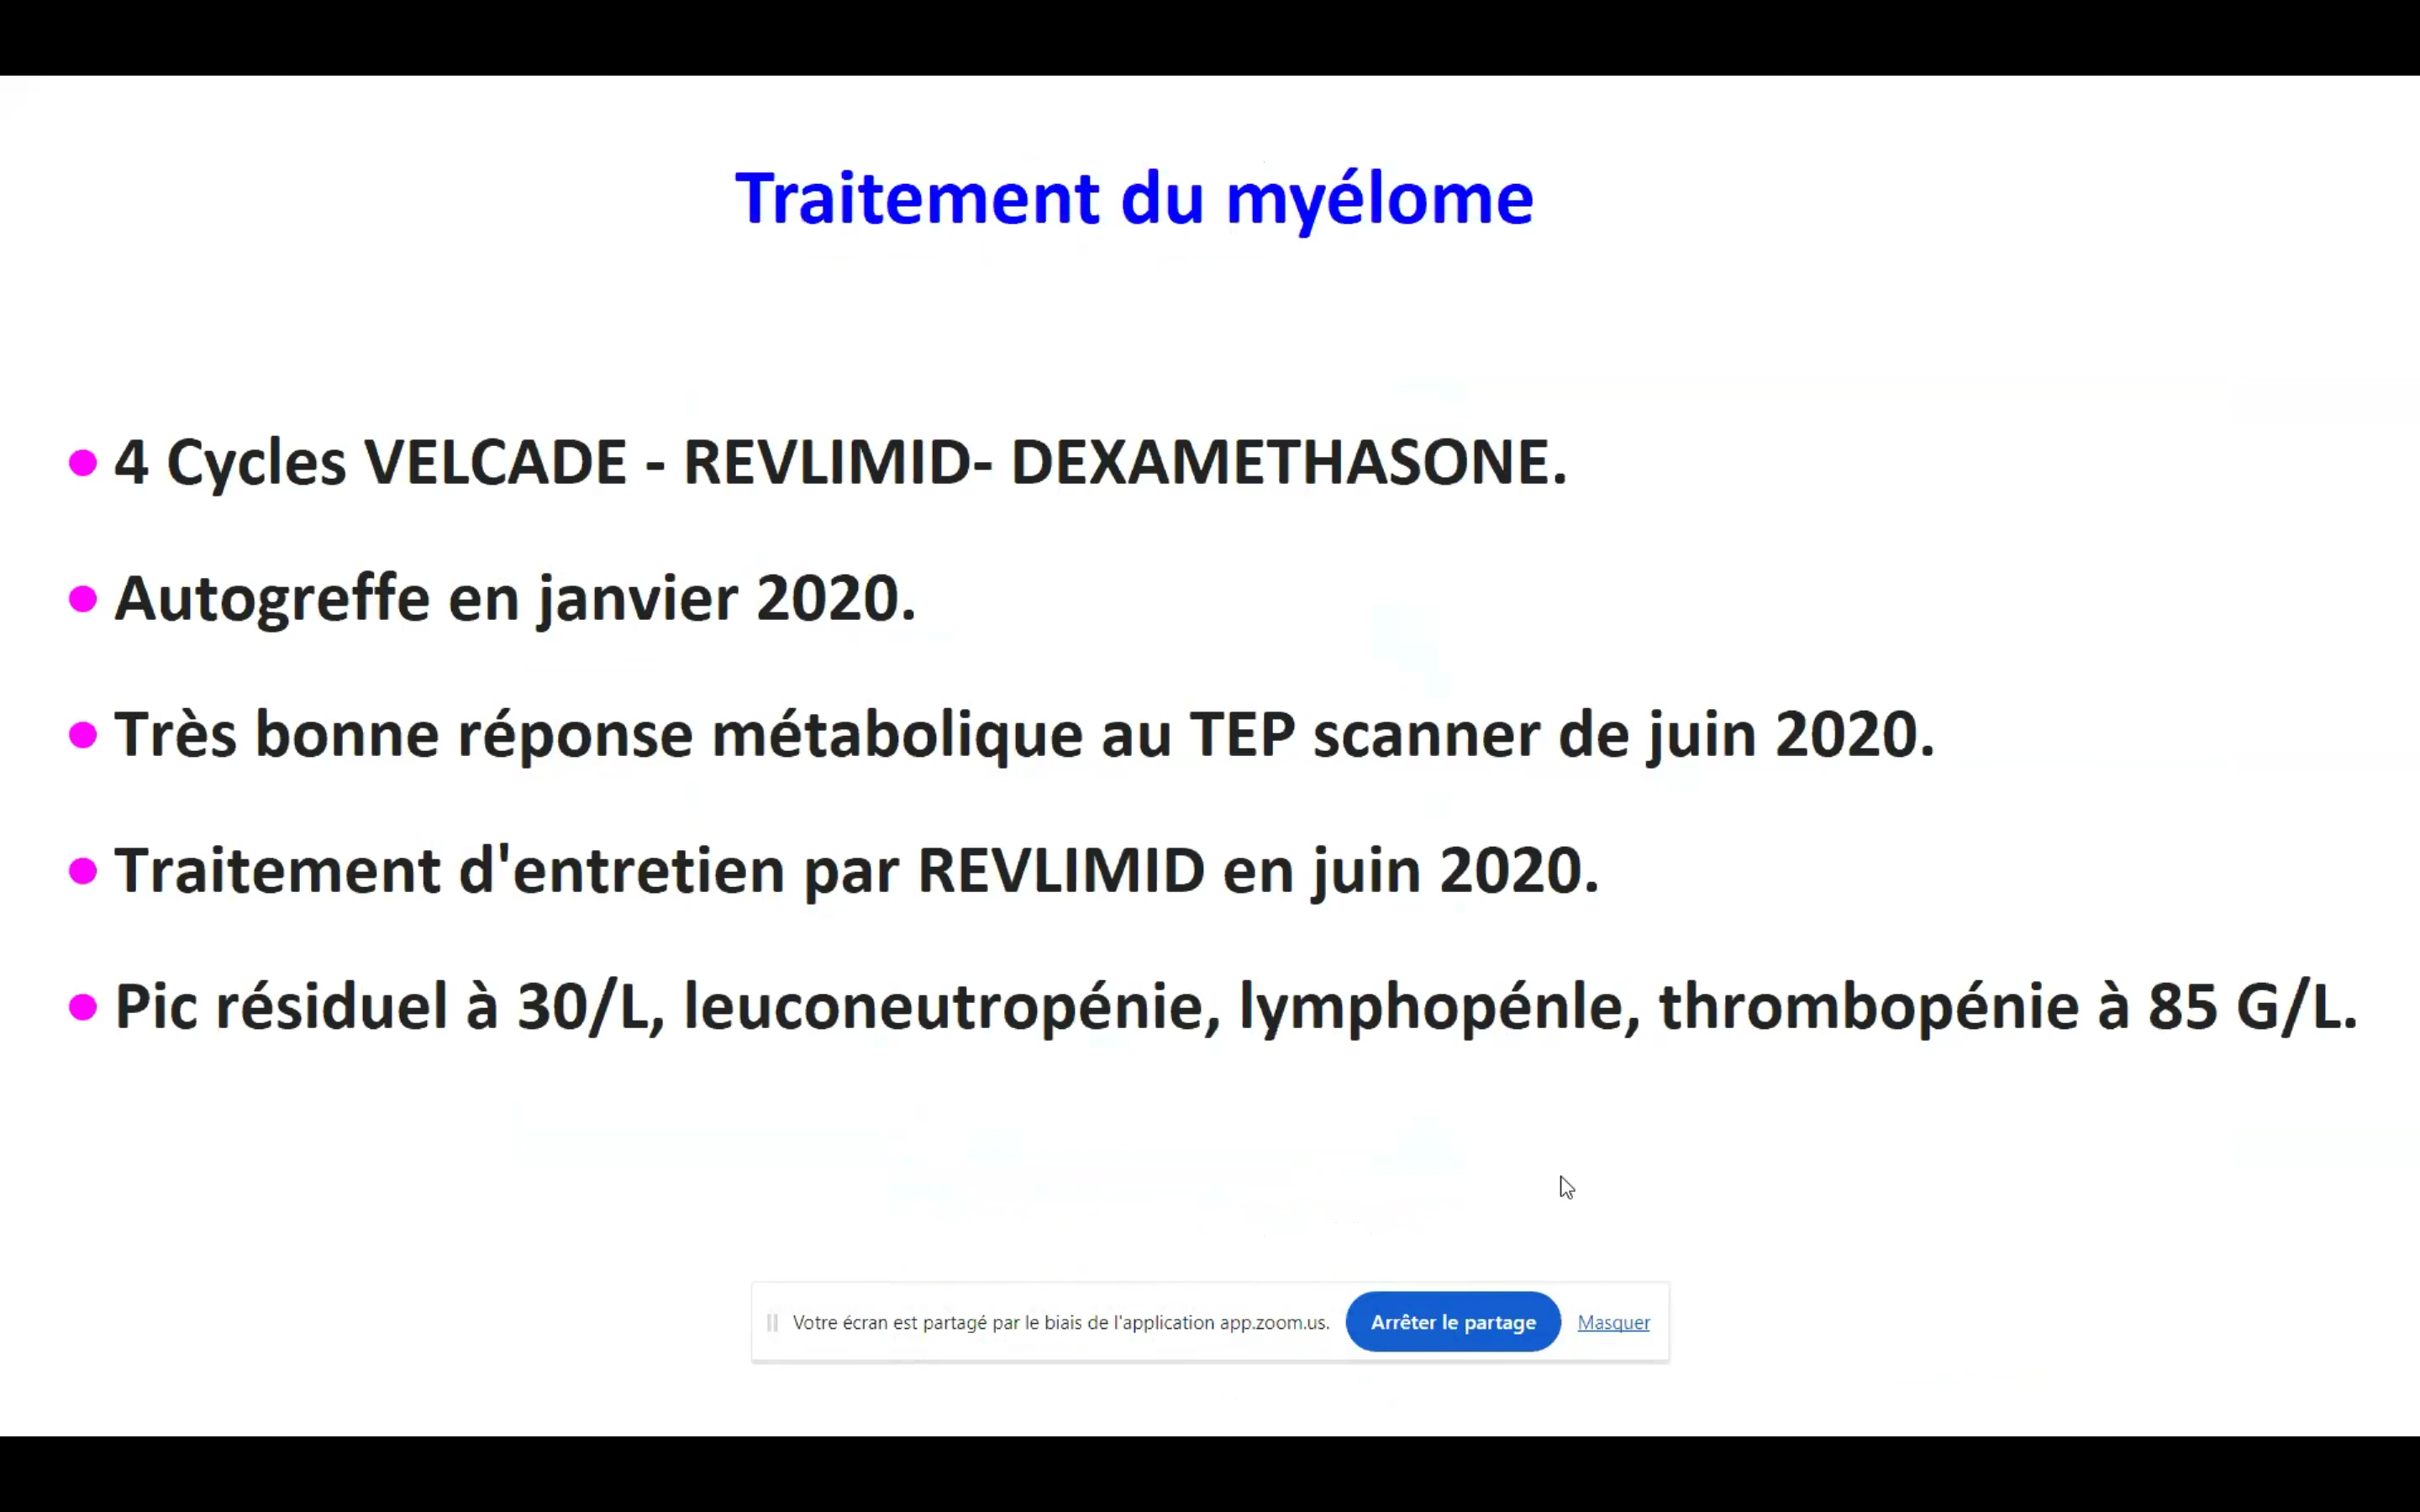 Traitement du myélome
• 4 Cycles VELCADE - REVLIMID- DEXAMETHASONE.
• Autogreffe en janvier 2020.
• Très bonne réponse métabolique au TEP scanner de juin 2020.
• Traitement d'entretien par REVLIMID en juin 2020.
• Pic résiduel à 30/L, leuconeutropénie, lymphopénle, thrombopénie à 85 G/L.
Votre écran est partagé par le biais de l'application app.zoom.us. Arrêter le partage Masquer